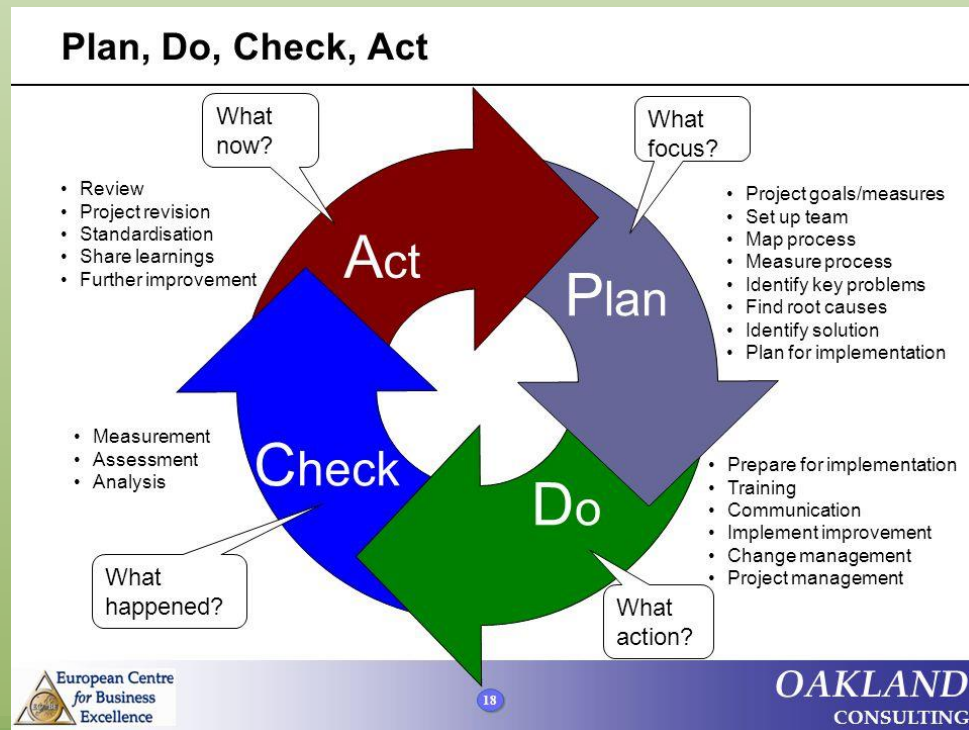 Plan, Do, Check, Act
What
now?
Act
• Review
• Project revision
• Standardisation
• Share learnings
• Further improvement
What
focus?
Plan
• Project goals/measures
• Set up team
• Map process
• Measure process
• Identify key problems
• Find root causes
• Identify solution
• Plan for implementation
Do
• Prepare for implementation
• Training
• Communication
• Implement improvement
• Change management
• Project management
What
action?
Check
• Measurement
• Assessment
• Analysis
What
happened?
European Centre
for Business
Excellence
18
OAKLAND
CONSULTING